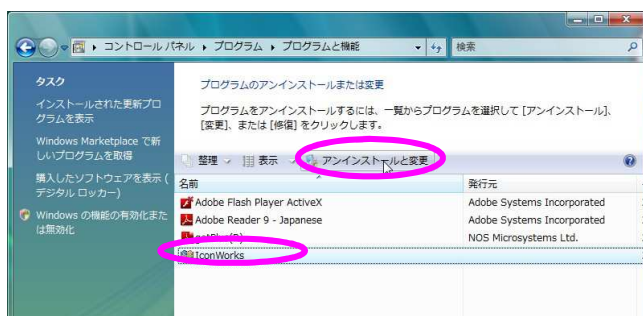 コントロール パネル ▸ プログラム ▸ プログラムと機能
検索
タスク
インストールされた更新プロ
グラムを表示
Windows Marketplace で新
しいプログラムを取得
購入したソフトウェアを表示 (
デジタル ロッカー)
Windows の機能の有効化また
は無効化
プログラムのアンインストールまたは変更
プログラムをアンインストールするには、一覧からプログラムを選択して [アンインストール]、
[変更]、または [修復] をクリックします。
整理 表示 アンインストールと変更
名前 発行元
Adobe Flash Player ActiveX Adobe Systems Incorporated
Adobe Reader 9 - Japanese Adobe Systems Incorporated
NOS Microsystems Ltd.
IconWorks